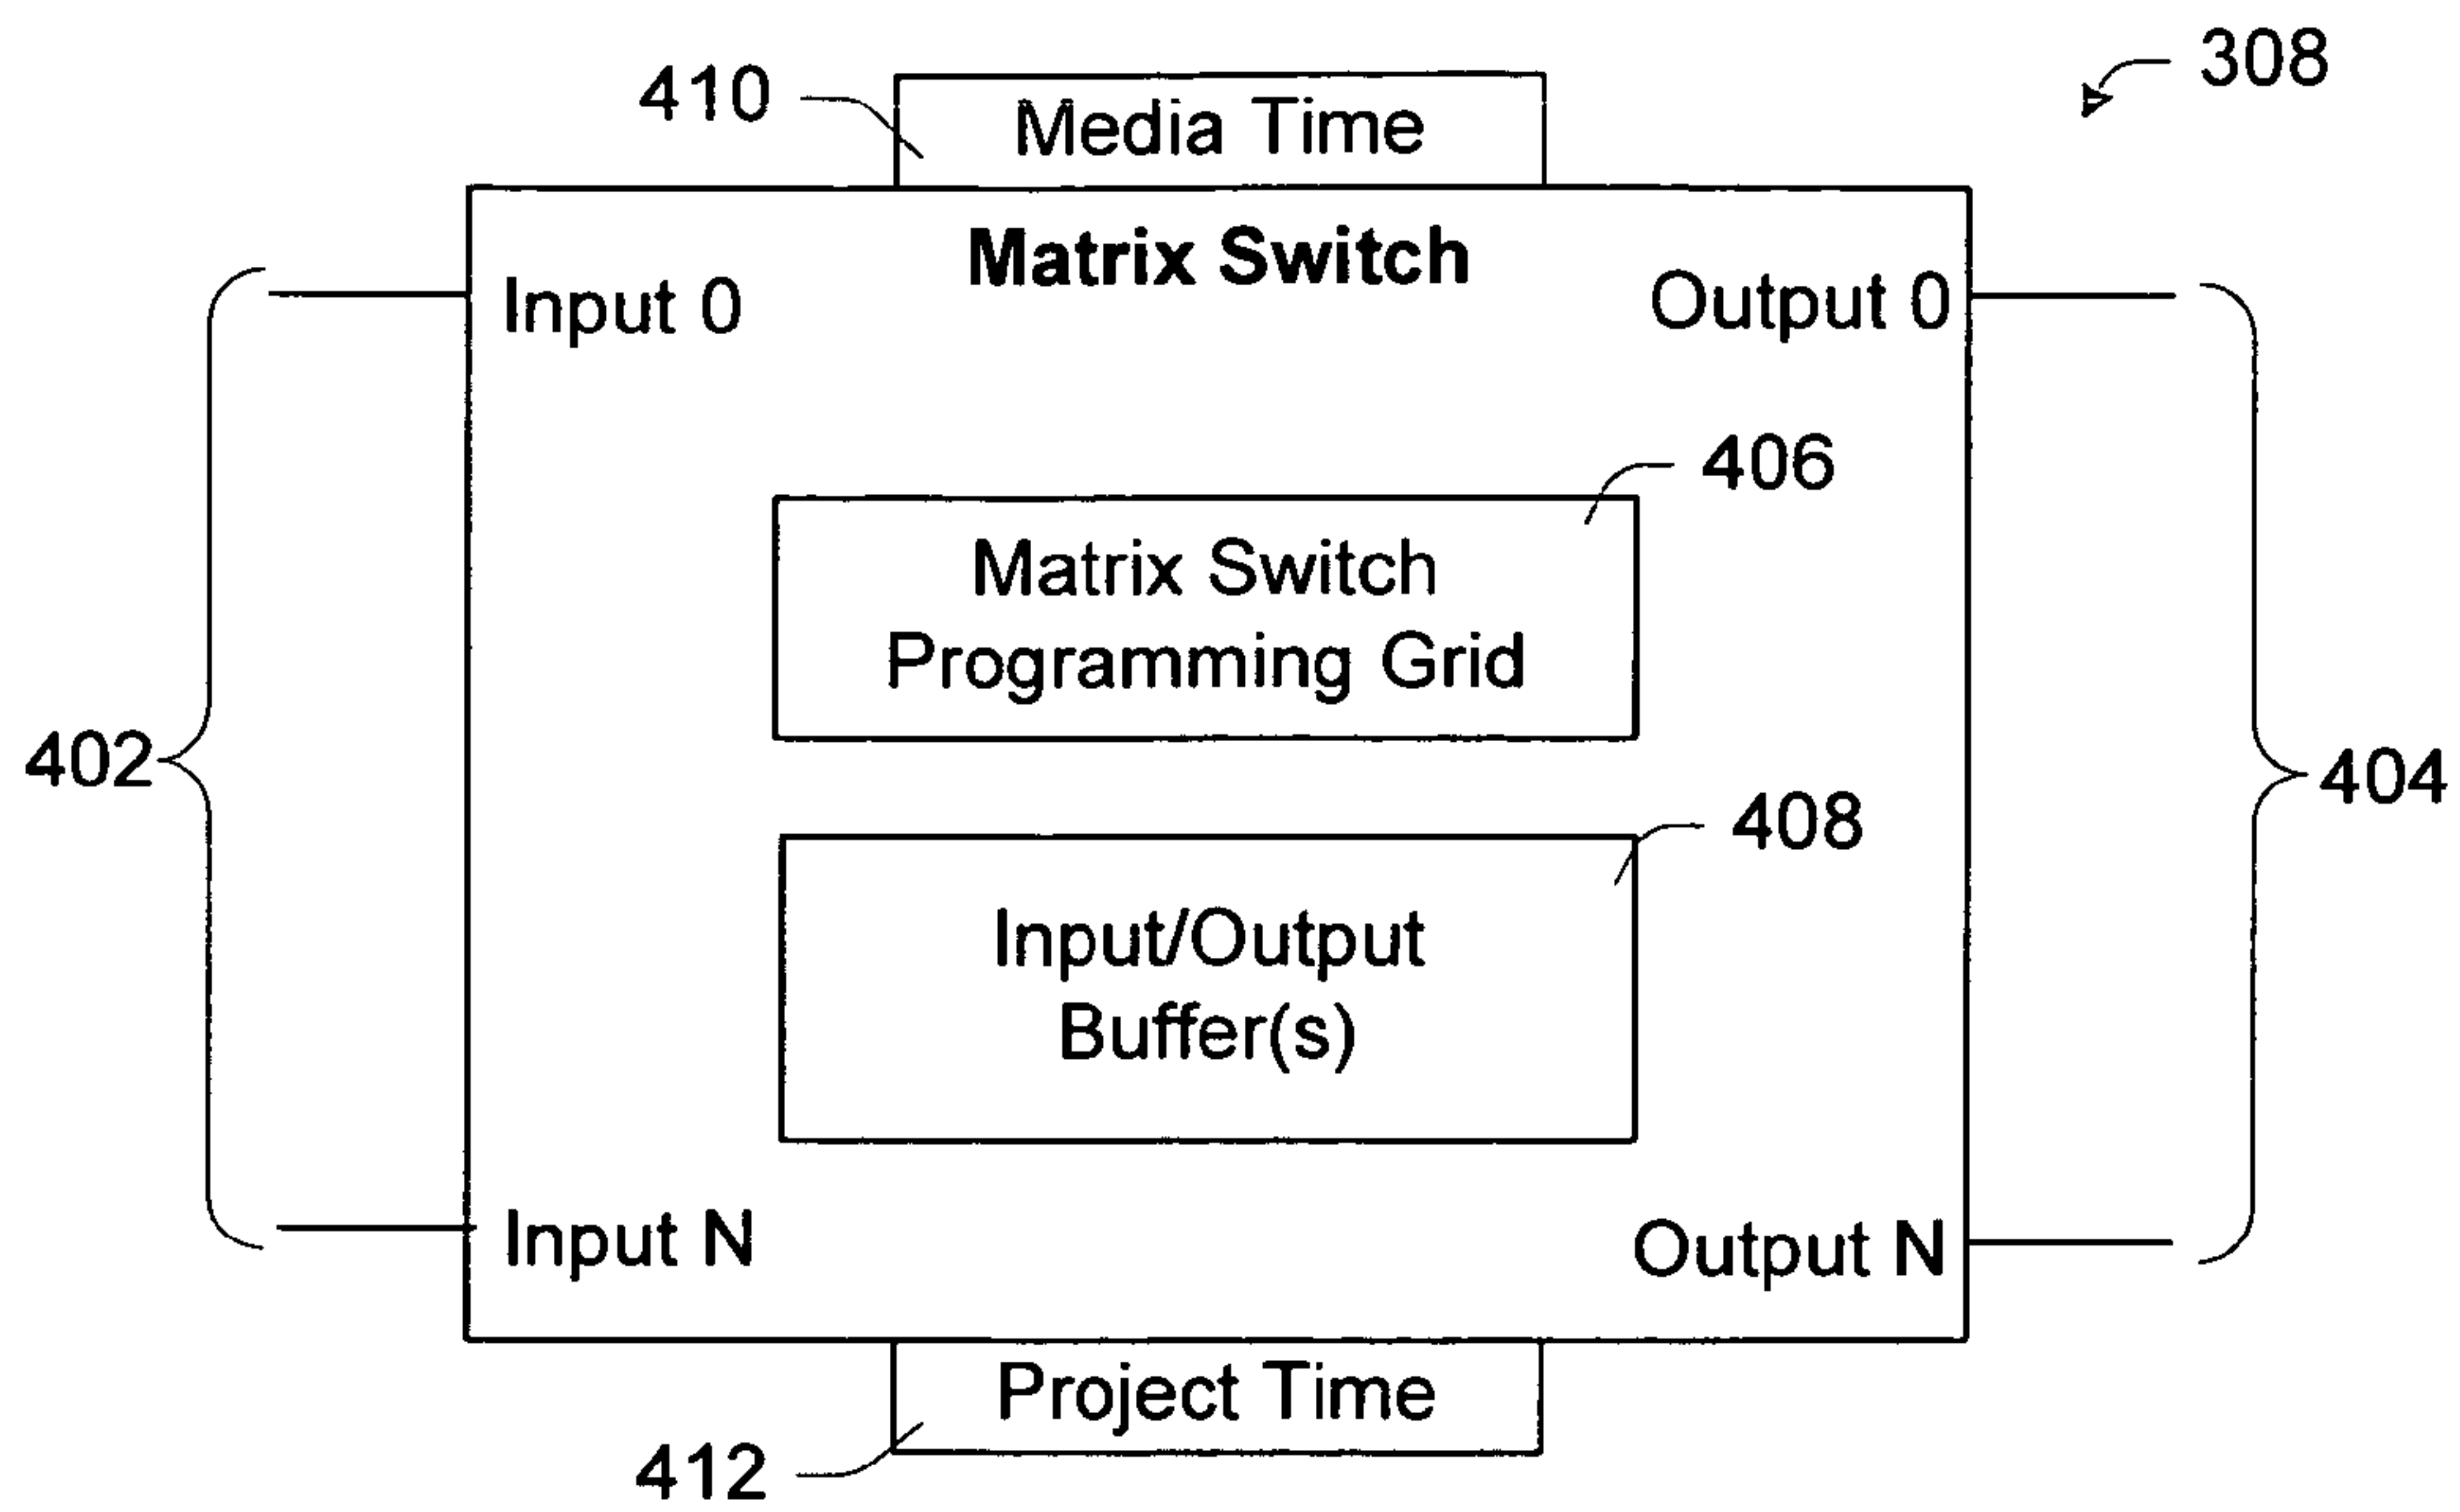 308
410
Media Time
Matrix Switch
Input 0
Output 0
406
Matrix Switch
Programming Grid
402
404
408
Input/Output
Buffer(s)
Input N
Output N
Project Time
412